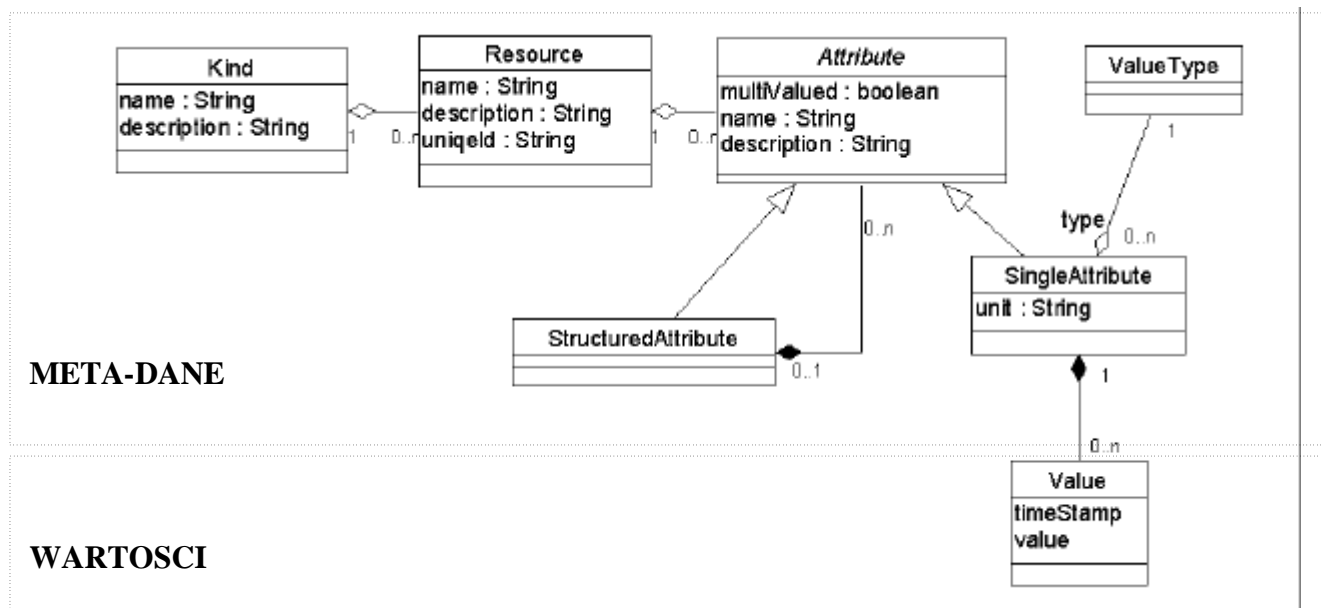 Kind
name : String
description : String
1
0..n
Resource
name : String
description : String
uniqeId : String
1
0..n
Attribute
multiValued : boolean
name : String
description : String
ValueType
1
type
0..n
0..n
SingleAttribute
unit : String
StructuredAttribute
0..1
META-DANE
1
0..n
Value
timeStamp
value
WARTOSCI